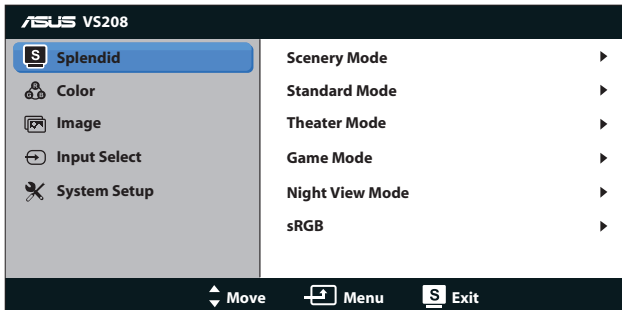 ASUS VS208
S Splendid
Color
Image
Input Select
System Setup
Scenery Mode
Standard Mode
Theater Mode
Game Mode
Night View Mode
sRGB
Move Menu S Exit